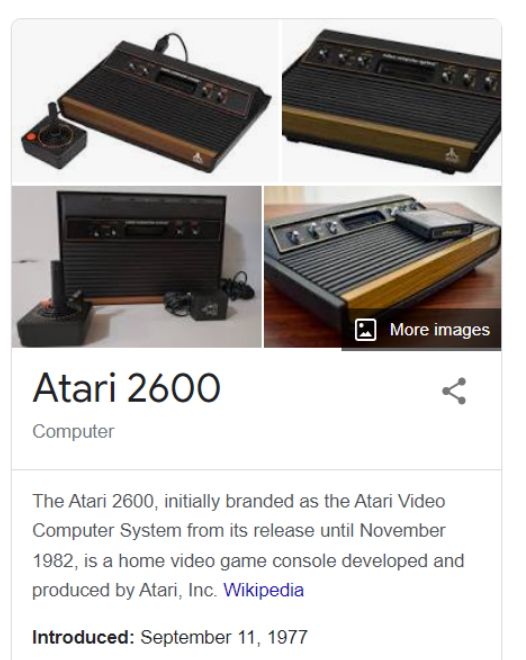 More images
Atari 2600
Computer
The Atari 2600, initially branded as the Atari Video
Computer System from its release until November
1982, is a home video game console developed and
produced by Atari, Inc. Wikipedia
Introduced: September 11, 1977